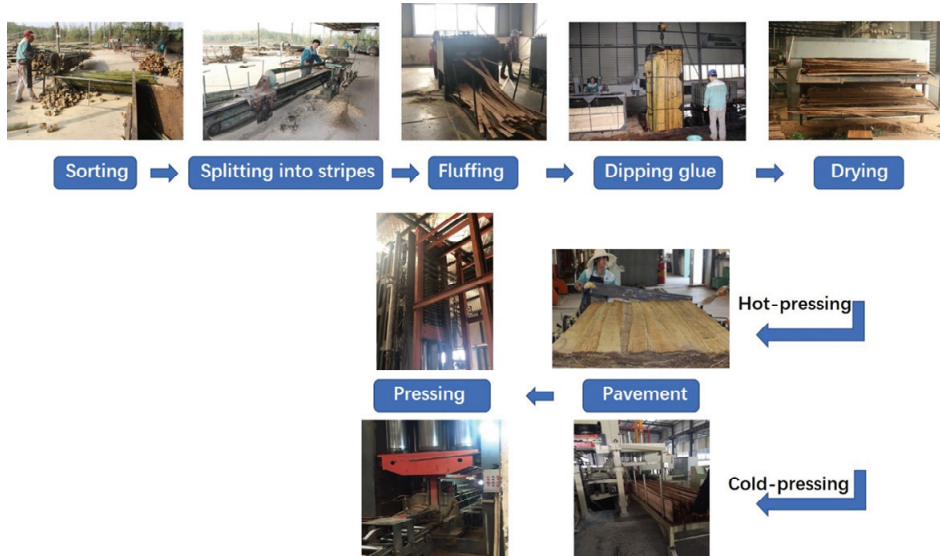 Sorting
Splitting into stripes
Fluffing
Dipping glue
Drying
Hot-pressing
Pressing
Pavement
Cold-pressing